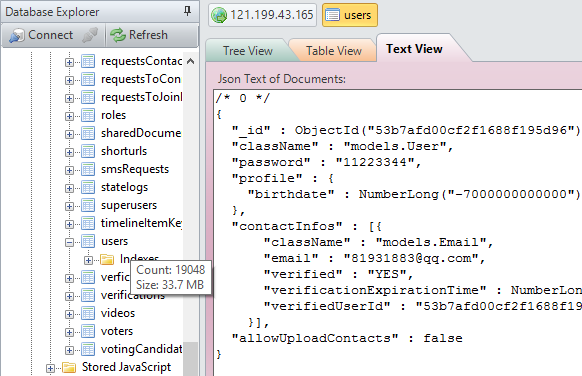 Database Explorer
Connect
Refresh
requestsContac
requestsToCon
requestsToJoinl
roles
sharedDocume
shorturls
smsRequests
statelogs
superusers
timelineItemKey
users
Indexes
Count: 19048
Size: 33.7 MB
verfic
verifications
videos
voters
votingCandidat
Stored JavaScript
121.199.43.165
users
Tree View
Table View
Text View
Json Text of Documents:
/* 0 */
{
"_id" : ObjectId("53b7afd00cf2f1688f195d96")
"className" : "models.User",
"password" : "11223344",
"profile" : {
"birthdate" : NumberLong("-7000000000000")
},
"contactInfos" : [{
"className" : "models.Email",
"email" : "81931883@qq.com",
"verified" : "YES",
"verificationExpirationTime" : NumberLon
"verifiedUserId" : "53b7afd00cf2f1688f19
}],
"allowUploadContacts" : false
}